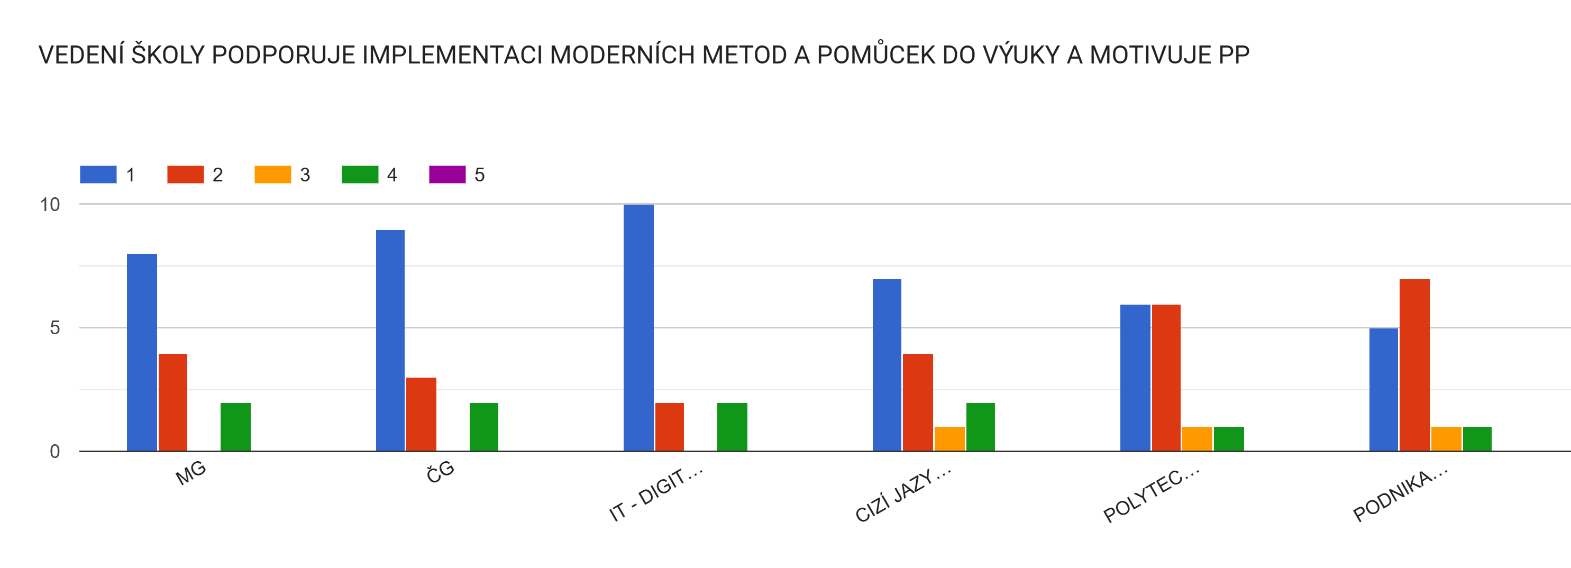 VEDENÍ ŠKOLY PODPORUJE IMPLEMENTACI MODERNÍCH METOD A POMŮCEK DO VÝUKY A MOTIVUJE PP
1 2 3 4 5
10
5
0
MG ČG IT - DIGIT… CIZÍ JAZY… POLYTEC… PODNIKA…